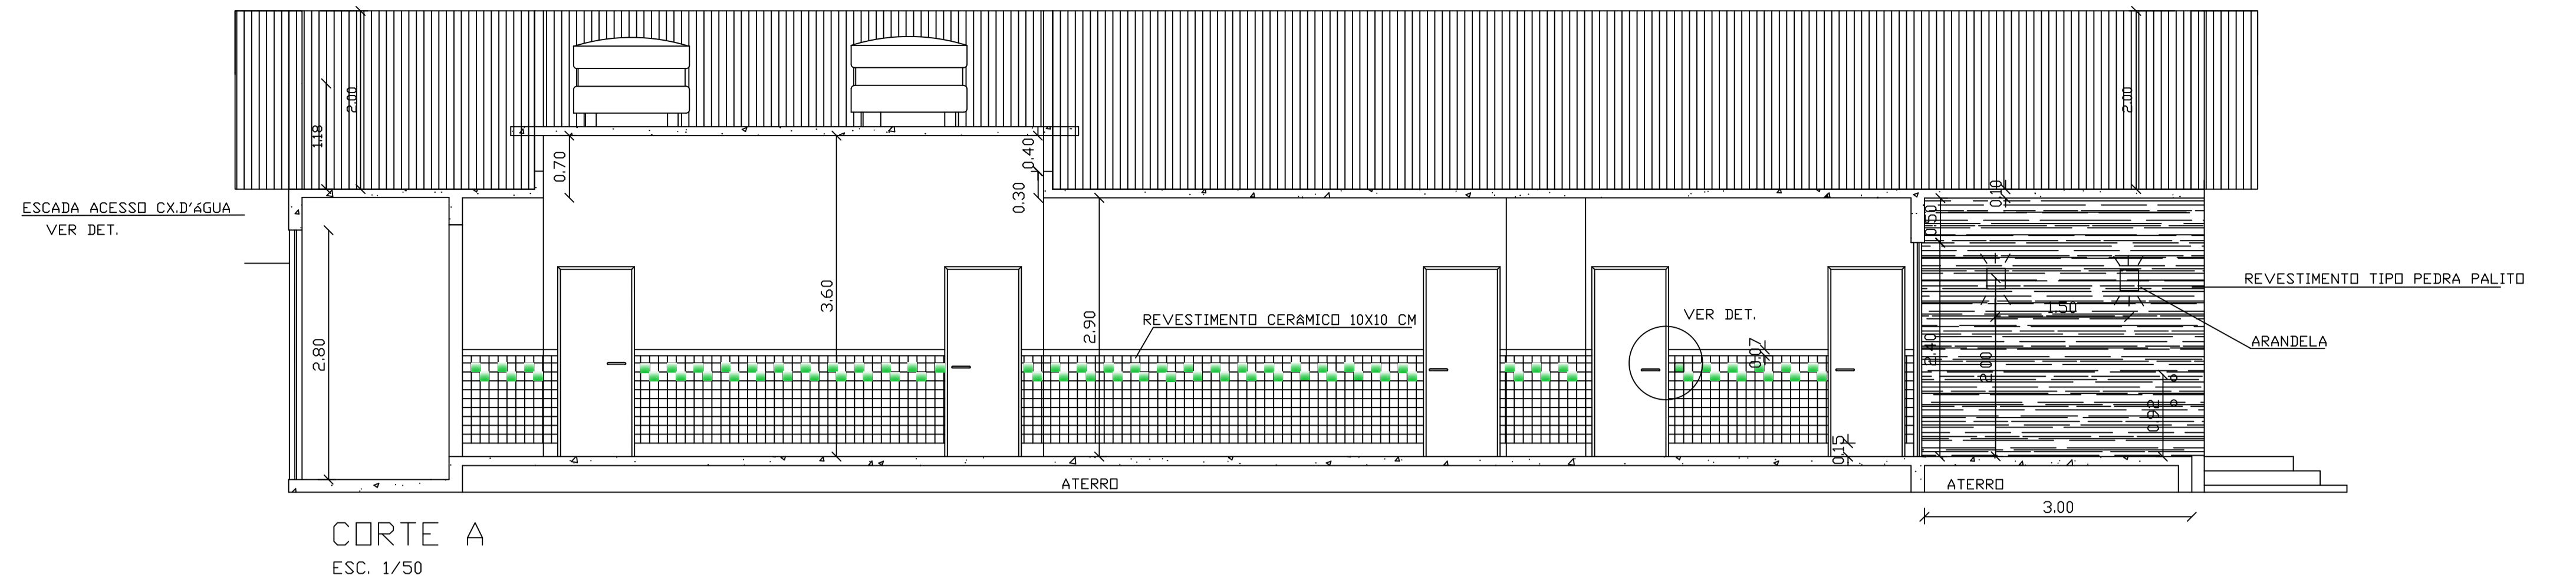 2.00
1.18
2.00
0.70
0.40
0.30
0.10
0.50
ESCADA ACESSO CX.D'áGUA
VER DET.
3.60
2.90
2.80
REVESTIMENTO CERÂMICO 10X10 CM
VER DET.
0.07
REVESTIMENTO TIPO PEDRA PALITO
1.50
ARANDELA
2.40
2.00
0.92
0.15
ATERRO
ATERRO
3.00
CORTE A
ESC. 1/50